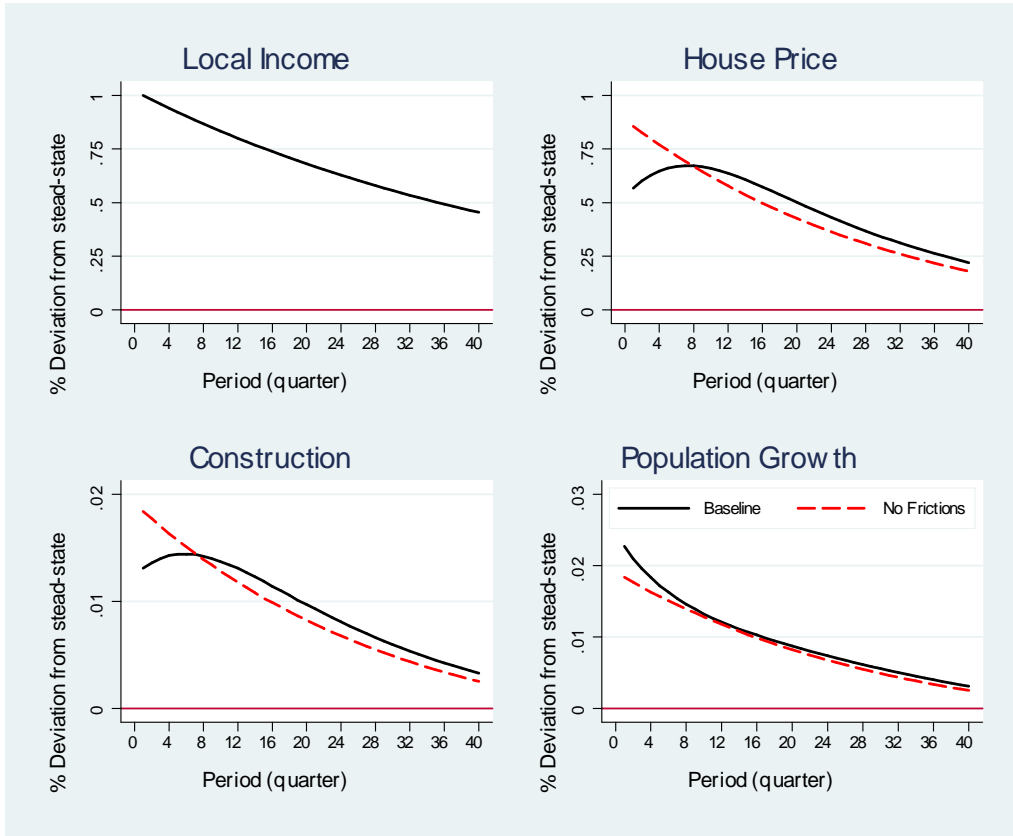 Local Income
% Deviation from stead-state
1
.75
.5
.25
0
0 4 8 12 16 20 24 28 32 36 40
Period (quarter)
House Price
% Deviation from stead-state
1
.75
.5
.25
0
0 4 8 12 16 20 24 28 32 36 40
Period (quarter)
Construction
% Deviation from stead-state
.02
.01
0
0 4 8 12 16 20 24 28 32 36 40
Period (quarter)
Population Growth
% Deviation from stead-state
.03
.02
.01
0
Baseline No Frictions
0 4 8 12 16 20 24 28 32 36 40
Period (quarter)